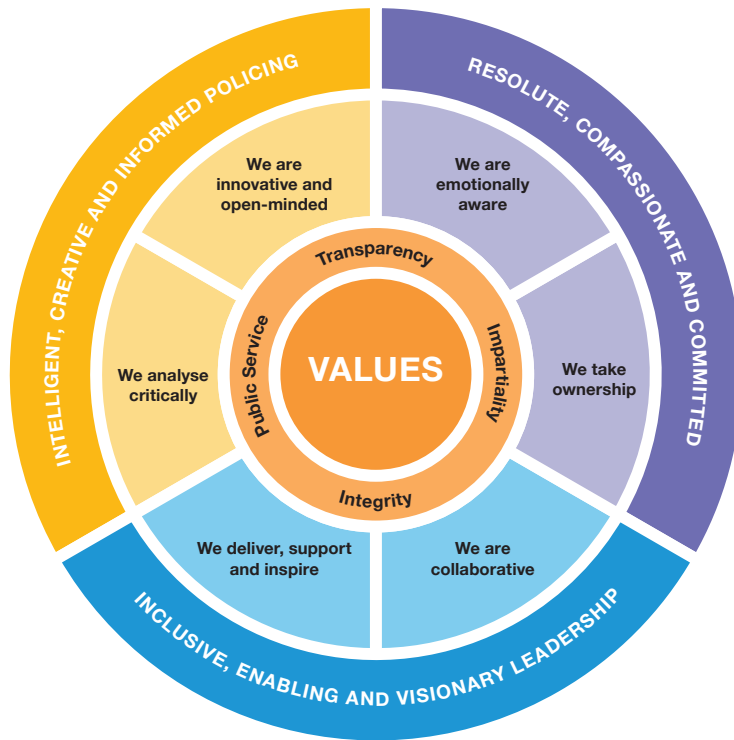 INTELLIGENT, CREATIVE AND INFORMED POLICING
RESOLUTE, COMPASSIONATE AND COMMITTED
We are
innovative and
open-minded
We are
emotionally
aware
Transparency
Public Service
VALUES
Impartiality
We analyse
critically
We take
ownership
Integrity
We deliver, support
and inspire
We are
collaborative
INCLUSIVE, ENABLING AND VISIONARY LEADERSHIP